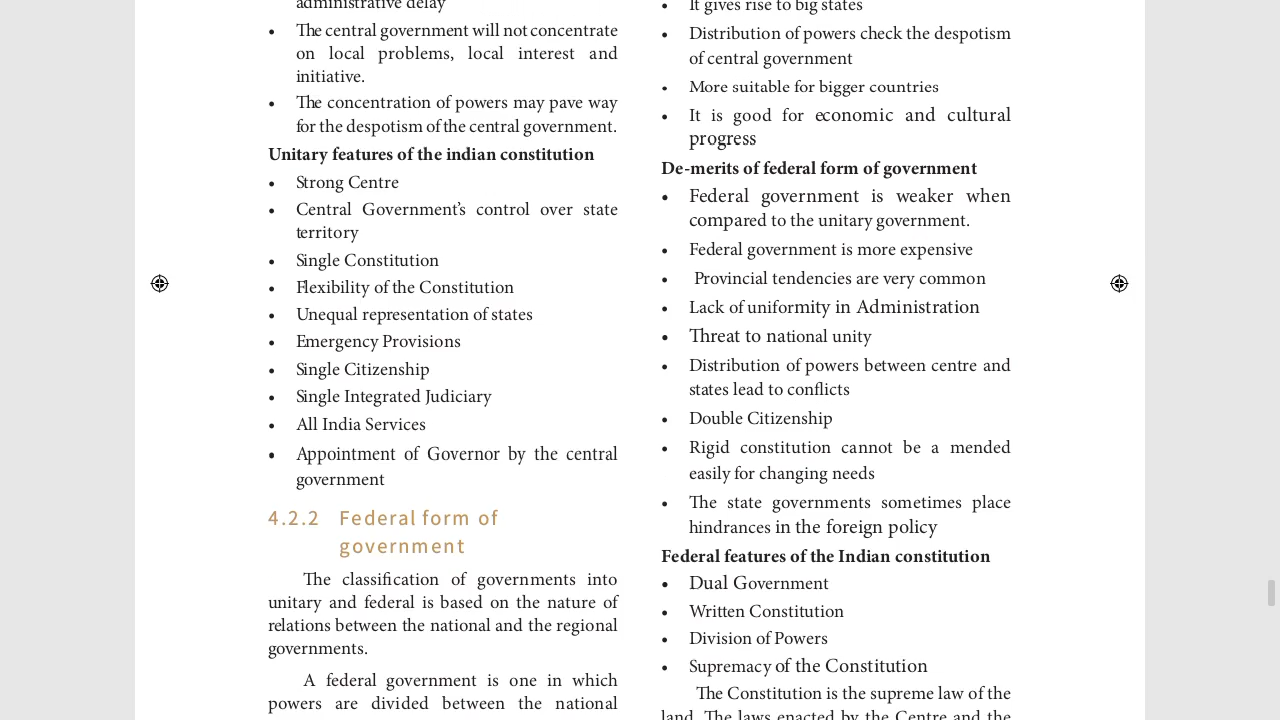 administrative delay
• The central government will not concentrate
on local problems, local interest and
initiative.
• The concentration of powers may pave way
for the despotism of the central government.
Unitary features of the indian constitution
• Strong Centre
• Central Government's control over state
territory
• Single Constitution
• Flexibility of the Constitution
• Unequal representation of states
• Emergency Provisions
• Single Citizenship
• Single Integrated Judiciary
• All India Services
• Appointment of Governor by the central
government
4.2.2 Federal form of
government
The classification of governments into
unitary and federal is based on the nature of
relations between the national and the regional
governments.
A federal government is one in which
powers are divided between the national
• It gives rise to big states
• Distribution of powers check the despotism
of central government
• More suitable for bigger countries
• It is good for economic and cultural
progress
De-merits of federal form of government
• Federal government is weaker when
compared to the unitary government.
• Federal government is more expensive
• Provincial tendencies are very common
• Lack of uniformity in Administration
• Threat to national unity
• Distribution of powers between centre and
states lead to conflicts
• Double Citizenship
• Rigid constitution cannot be a mended
easily for changing needs
• The state governments sometimes place
hindrances in the foreign policy
Federal features of the Indian constitution
• Dual Government
• Written Constitution
• Division of Powers
• Supremacy of the Constitution
The Constitution is the supreme law of the
land. The laws enacted by the Centre and the